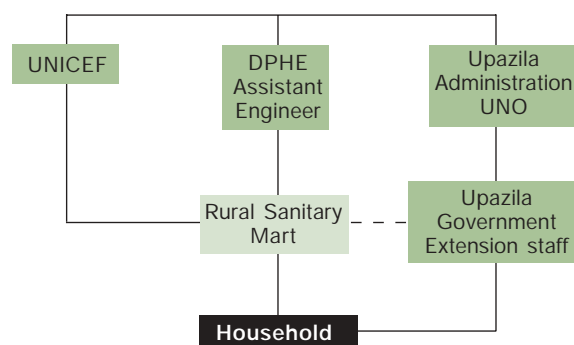 UNICEF
DPHE
Assistant
Engineer
Upazila
Administration
UNO
Rural Sanitary
Mart
Upazila
Government
Extension staff
Household